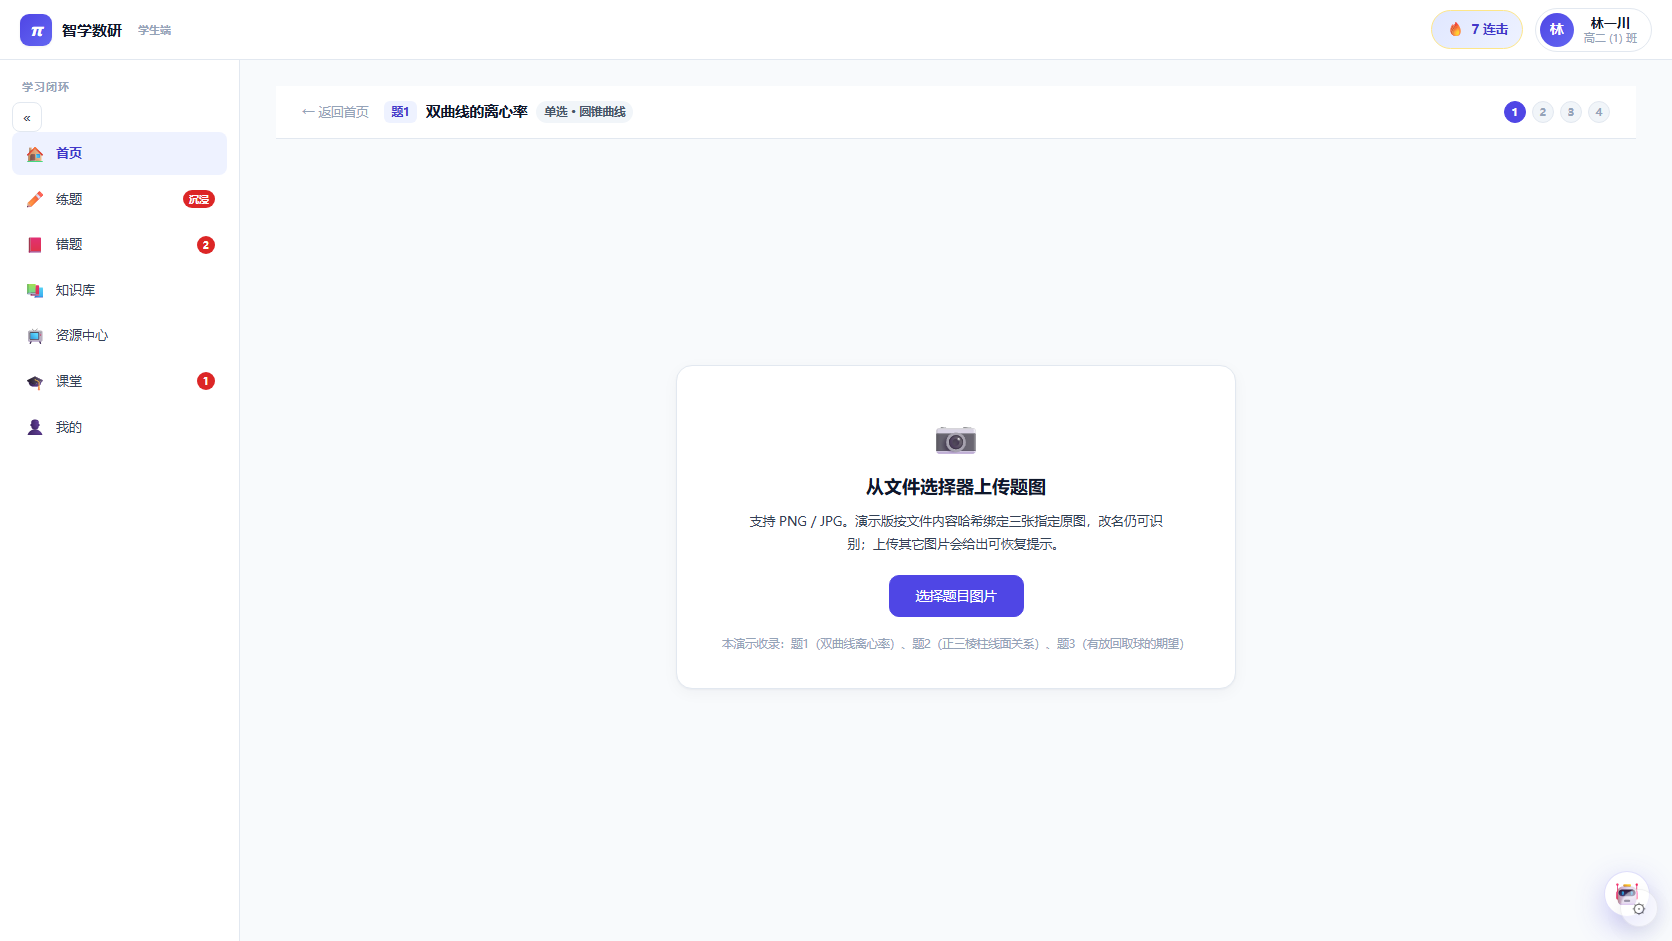 π 智学数研 学生端
7 连击
林 林一川
高二 (1) 班
学习闭环
«
首页
练题 沉浸
错题 2
知识库
资源中心
课堂 1
我的
← 返回首页 题1 双曲线的离心率 单选 · 圆锥曲线
1 2 3 4
从文件选择器上传题图
支持 PNG / JPG。演示版按文件内容哈希绑定三张指定原图，改名仍可识
别；上传其它图片会给出可恢复提示。
选择题目图片
本演示收录：题1（双曲线离心率）、题2（正三棱柱线面关系）、题3（有放回取球的期望）